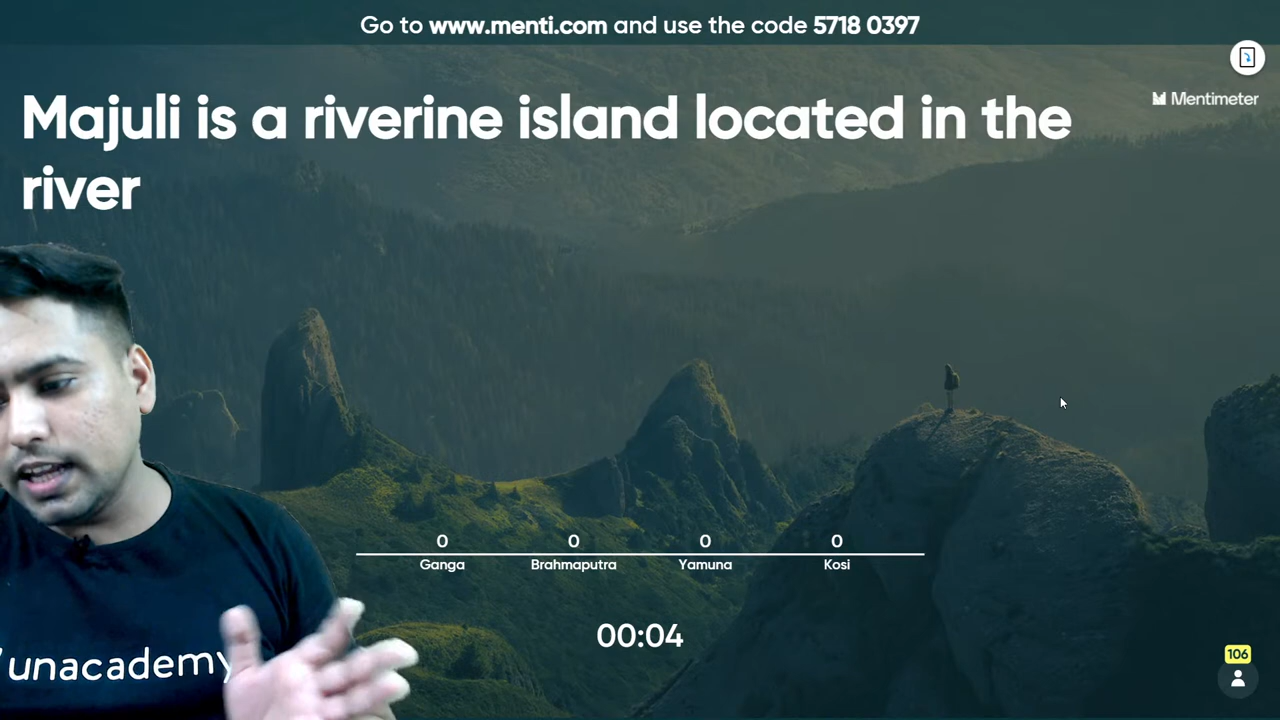 Go to www.menti.com and use the code 5718 0397
Mentimeter
Majuli is a riverine island located in the
river
0 0 0 0
Ganga Brahmaputra Yamuna Kosi
00:04
unacademy
106